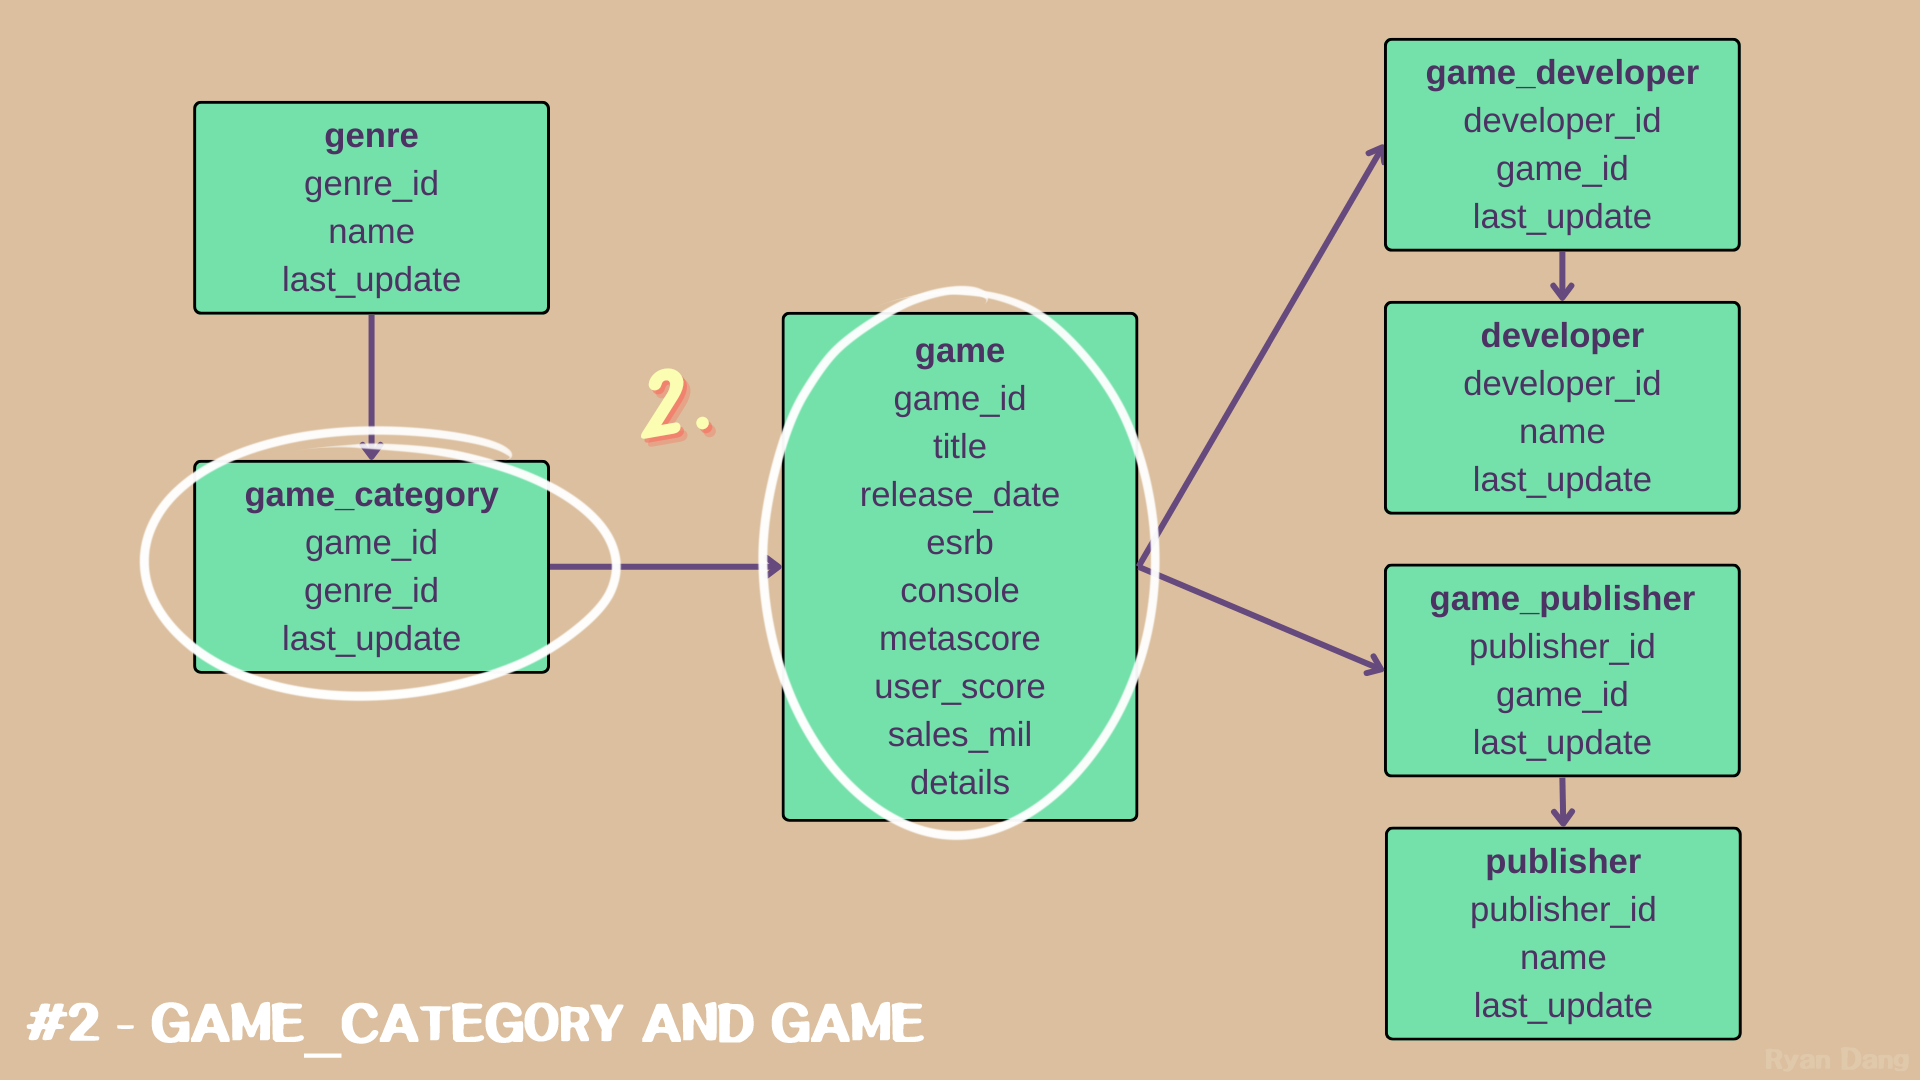 genre
genre_id
name
last_update
game_category
game_id
genre_id
last_update
2.
game
game_id
title
release_date
esrb
console
metascore
user_score
sales_mil
details
game_developer
developer_id
game_id
last_update
developer
developer_id
name
last_update
game_publisher
publisher_id
game_id
last_update
publisher
publisher_id
name
last_update
#2 - GAME_CATEGORY AND GAME
Ryan Dang